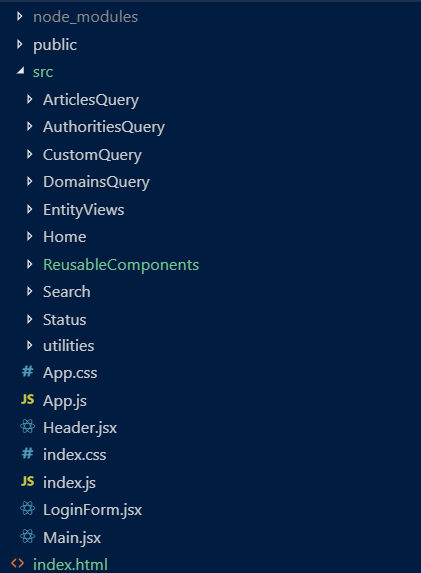 node_modules
public
src
ArticlesQuery
AuthoritiesQuery
CustomQuery
DomainsQuery
EntityViews
Home
ReusableComponents
Search
Status
utilities
# App.css
JS App.js
Header.jsx
# index.css
JS index.js
LoginForm.jsx
Main.jsx
<> index.html